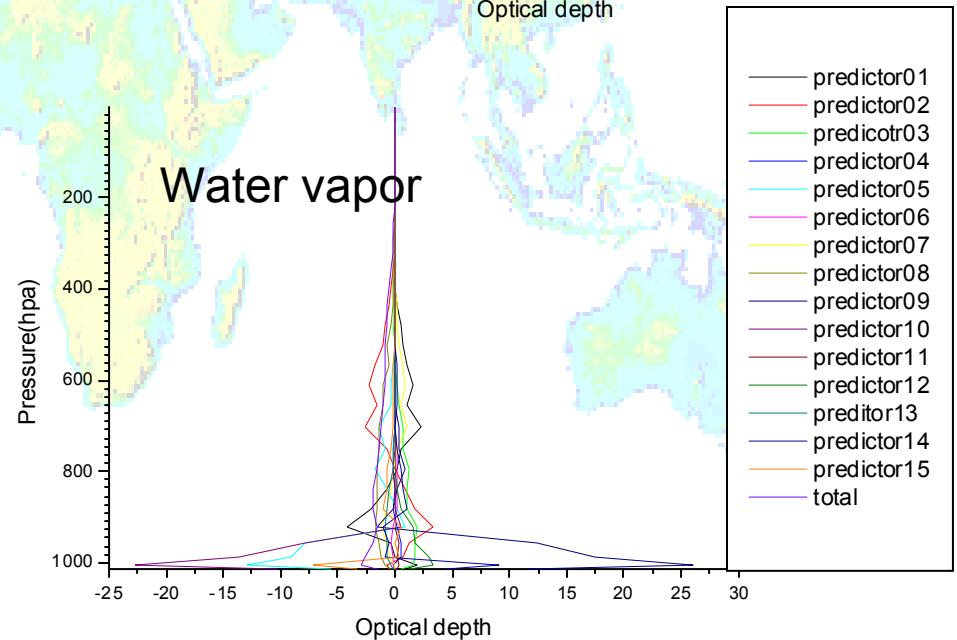 Optical depth
predictor01
predictor02
predicotr03
predictor04
predictor05
predictor06
predictor07
predictor08
predictor09
predictor10
predictor11
predictor12
preditor13
predictor14
predictor15
total
Water vapor
Pressure(hpa)
200
400
600
800
1000
-25 -20 -15 -10 -5 0 5 10 15 20 25 30
Optical depth